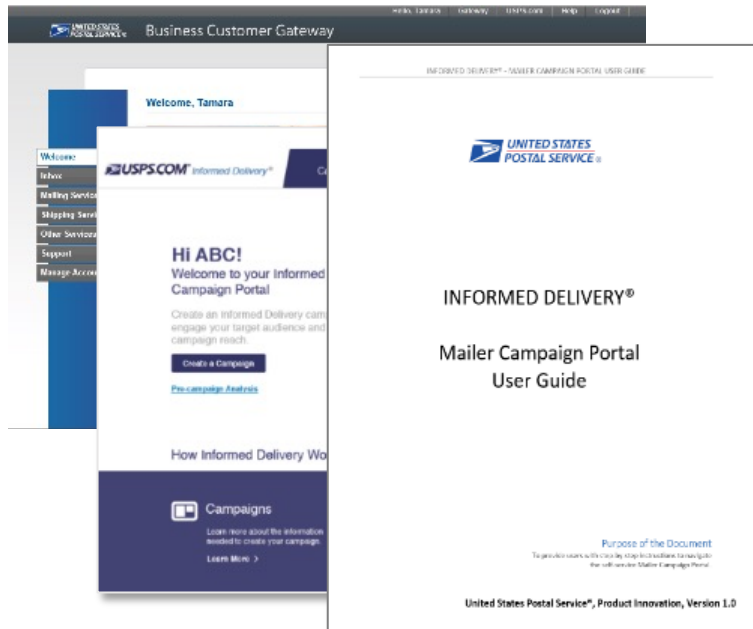 Hello, Tamara Gateway USPS.com Help Logout
UNITED STATES
POSTAL SERVICE ®
Business Customer Gateway
Welcome, Tamara
Welcome
Inbox
Mailing Service
Shipping Servi
Other Services
Support
Manage Accou
USPS.COM® Informed Delivery®
Hi ABC!
Welcome to your Informed
Campaign Portal
Create an Informed Delivery cam
engage your target audience and
campaign reach.
Create a Campaign
Pre-campaign Analysis
How Informed Delivery Wo
Campaigns
Learn more about the information
needed to create your campaign.
Learn More >
INFORMED DELIVERY® – MAILER CAMPAIGN PORTAL USER GUIDE
UNITED STATES
POSTAL SERVICE ®
INFORMED DELIVERY®
Mailer Campaign Portal
User Guide
Purpose of the Document
To provide users with step by step instructions to navigate
the self-service Mailer Campaign Portal.
United States Postal Service®, Product Innovation, Version 1.0